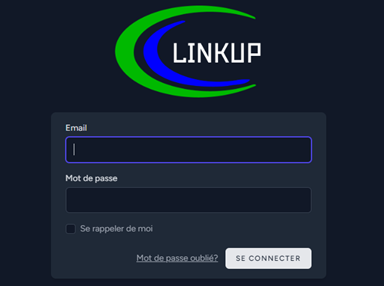 LINKUP
Email
Mot de passe
Se rappeler de moi
Mot de passe oublié?
SE CONNECTER